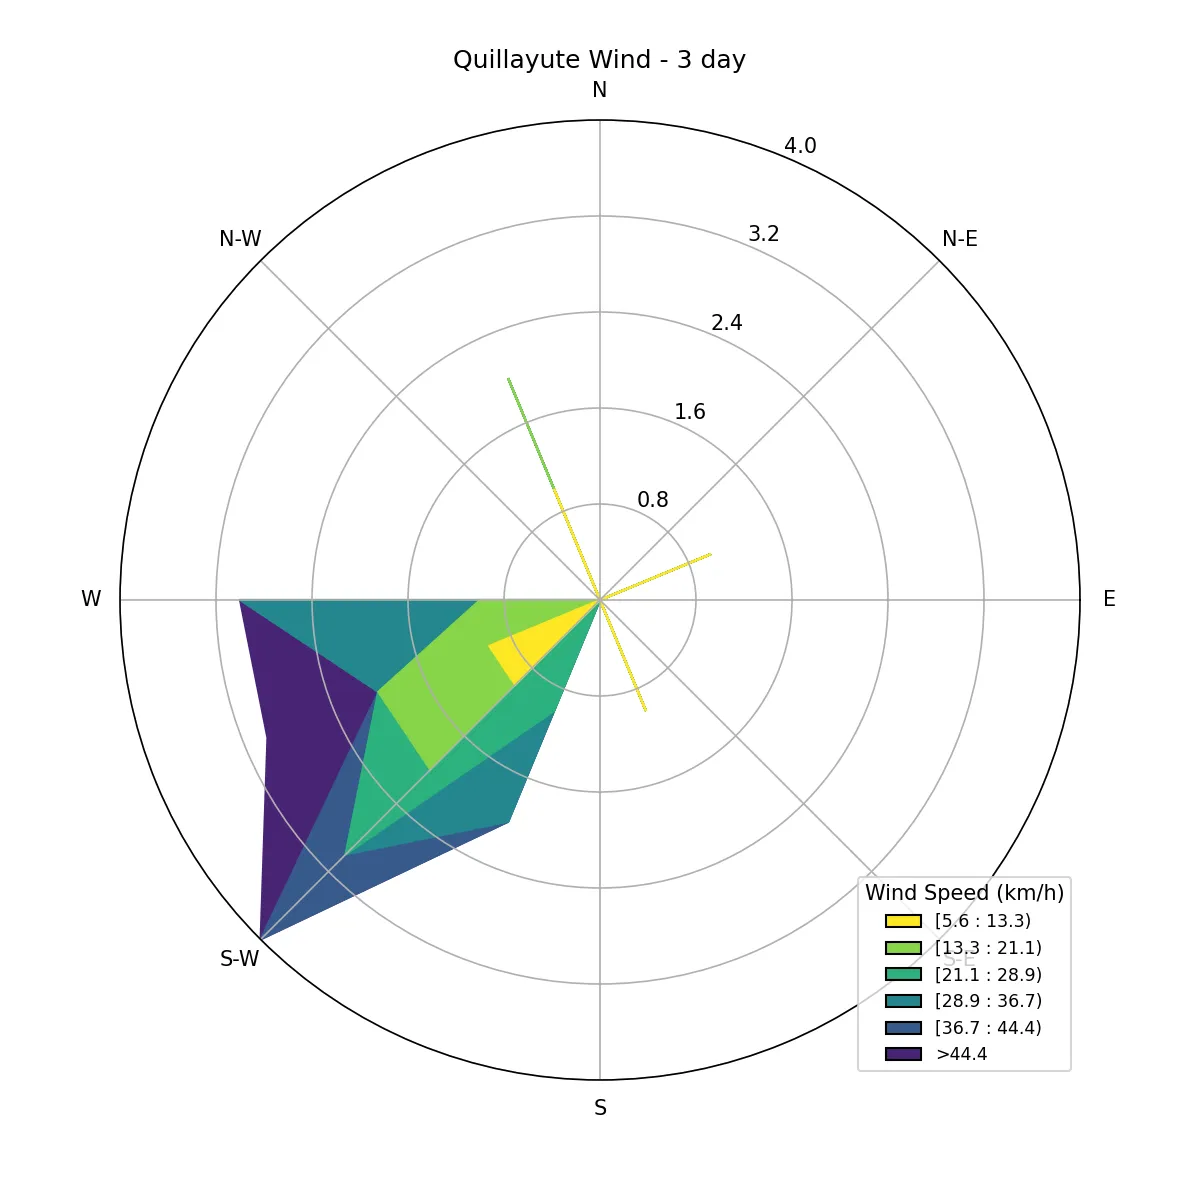 Quillayute Wind - 3 day
N
4.0
N-W
3.2
N-E
2.4
1.6
0.8
W
E
Wind Speed (km/h)
[5.6 : 13.3)
[13.3 : 21.1)
S-W
S-E
[21.1 : 28.9)
[28.9 : 36.7)
[36.7 : 44.4)
>44.4
S